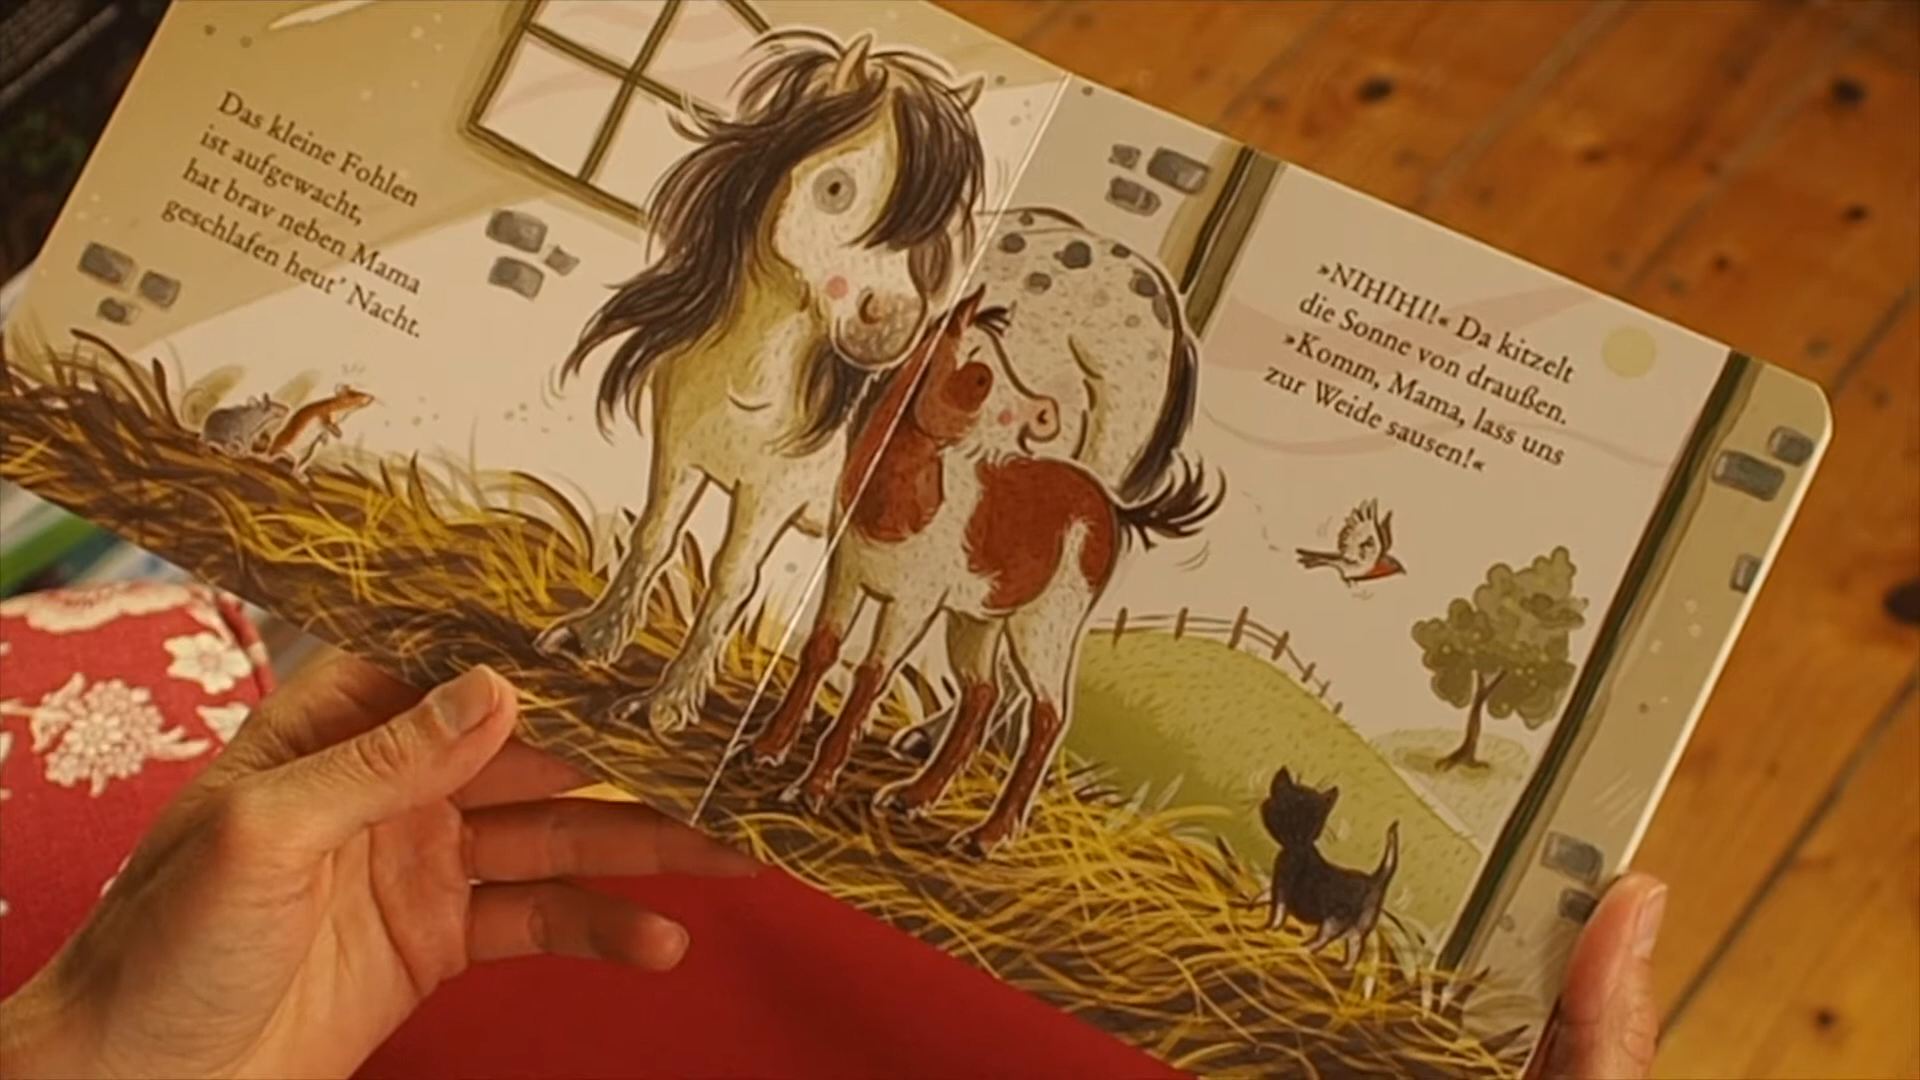 Das kleine Fohlen
ist aufgewacht,
hat brav neben Mama
geschlafen heut’ Nacht.
»NIHIHI!« Da kitzelt
die Sonne von draußen.
»Komm, Mama, lass uns
zur Weide sausen!«